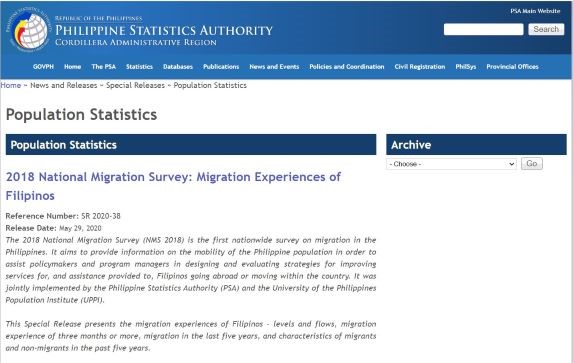 REPUBLIC OF THE PHILIPPINES
PHILIPPINE STATISTICS AUTHORITY
CORDILLERA ADMINISTRATIVE REGION
PSA Main Website
Search
GOVPH Home The PSA Statistics Databases Publications News and Events Policies and Coordination Civil Registration PhilSys Provincial Offices
Home ~ News and Releases ~ Special Releases ~ Population Statistics
Population Statistics
Population Statistics
2018 National Migration Survey: Migration Experiences of
Filipinos
Reference Number: SR 2020-38
Release Date: May 29, 2020
The 2018 National Migration Survey (NMS 2018) is the first nationwide survey on migration in the
Philippines. It aims to provide information on the mobility of the Philippine population in order to
assist policymakers and program managers in designing and evaluating strategies for improving
services for, and assistance provided to, Filipinos going abroad or moving within the country. It was
jointly implemented by the Philippine Statistics Authority (PSA) and the University of the Philippines
Population Institute (UPPI).
This Special Release presents the migration experiences of Filipinos - levels and flows, migration
experience of three months or more, migration in the last five years, and characteristics of migrants
and non-migrants in the past five years.
Archive
- Choose -
Go